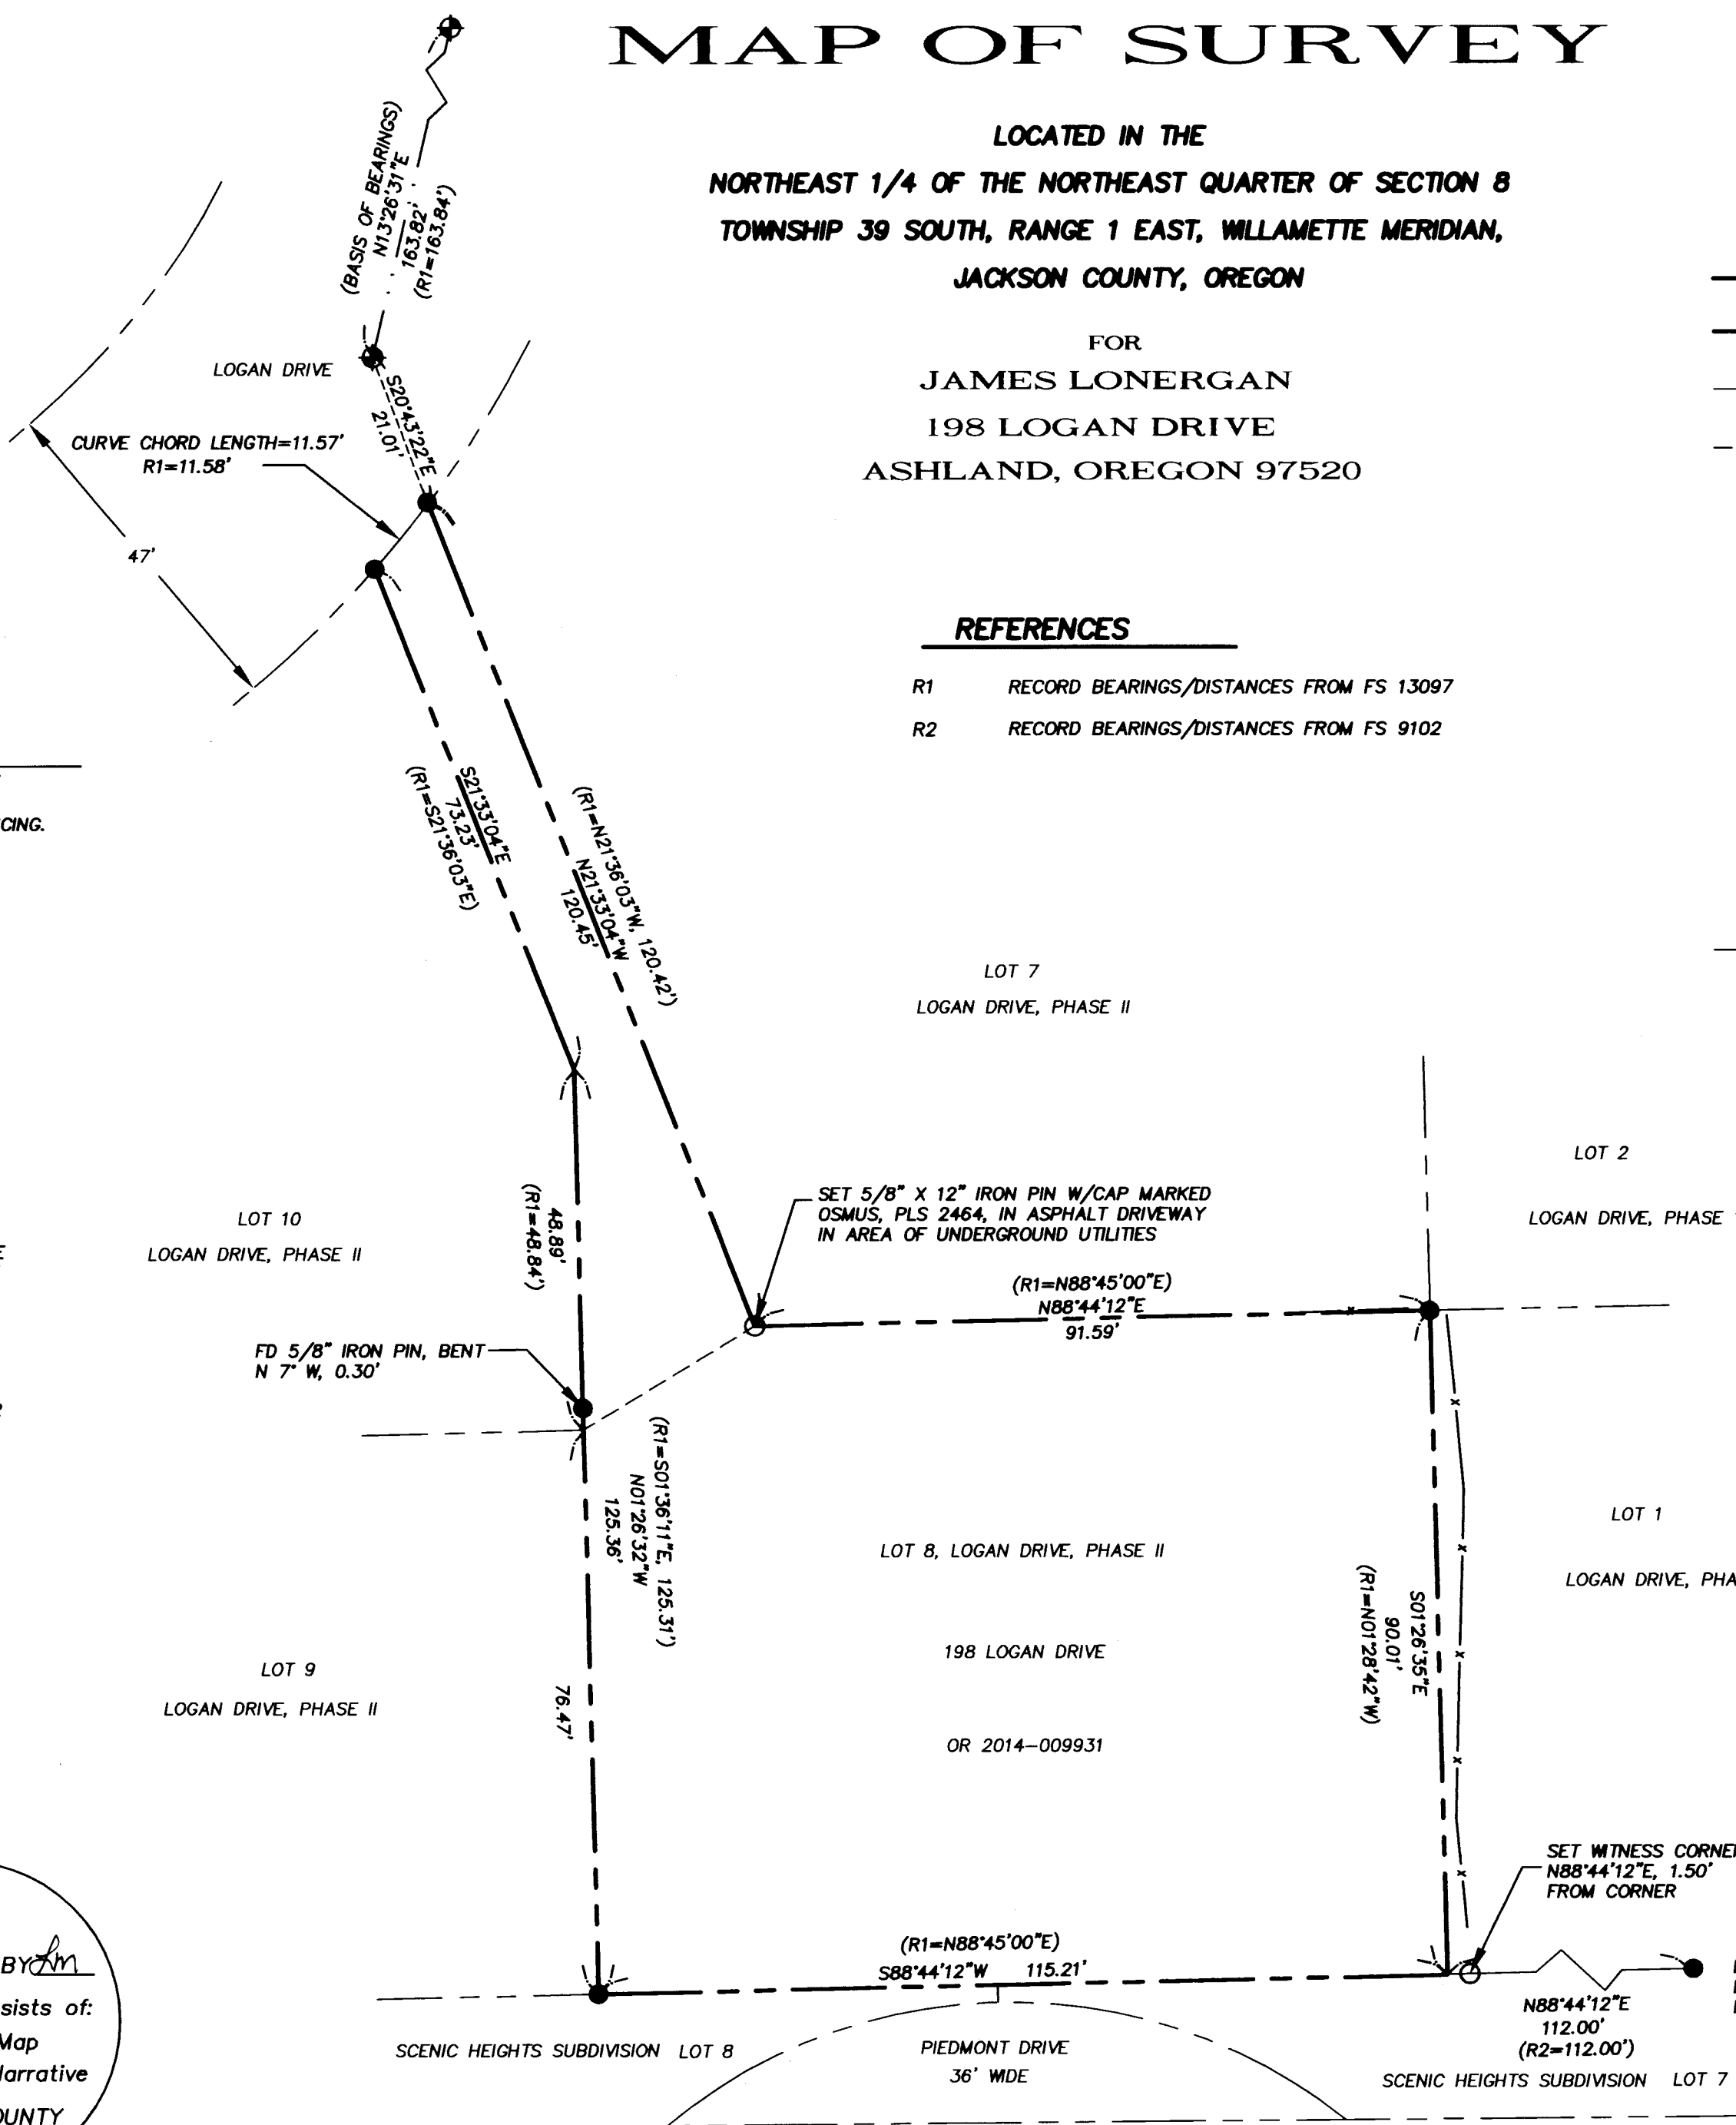 MAP OF SURVEY
LOCATED IN THE
NORTHEAST 1/4 OF THE NORTHEAST QUARTER OF SECTION 8
TOWNSHIP 39 SOUTH, RANGE 1 EAST, WILLAMETTE MERIDIAN,
JACKSON COUNTY, OREGON
FOR
JAMES LONERGAN
198 LOGAN DRIVE
ASHLAND, OREGON 97520
(BASIS OF BEARINGS)
N13°26'31"E
163.82'
(R1=163.84')
LOGAN DRIVE
S20°43'22"E
21.01'
CURVE CHORD LENGTH=11.57'
R1=11.58'
47'
REFERENCES
R1 RECORD BEARINGS/DISTANCES FROM FS 13097
R2 RECORD BEARINGS/DISTANCES FROM FS 9102
CING.
S21°33'04"E
73.23'
(R1=S21°36'03"E)
(R1=N21°36'03"W, 120.42')
N21°33'04"W
120.45'
LOT 7
LOGAN DRIVE, PHASE II
LOT 2
LOGAN DRIVE, PHASE
SET 5/8" X 12" IRON PIN W/CAP MARKED
OSMUS, PLS 2464, IN ASPHALT DRIVEWAY
IN AREA OF UNDERGROUND UTILITIES
LOT 10
LOGAN DRIVE, PHASE II
48.89'
(R1=48.84')
(R1=N88°45'00"E)
N88°44'12"E
91.59'
FD 5/8" IRON PIN, BENT
N 7° W, 0.30'
(R1=S01°36'11"E, 125.31')
N01°26'32"W
125.36'
LOT 8, LOGAN DRIVE, PHASE II
198 LOGAN DRIVE
OR 2014-009931
LOT 1
LOGAN DRIVE, PHA
S01°26'35"E
90.01'
(R1=N01°28'42"W)
LOT 9
LOGAN DRIVE, PHASE II
76.47'
SET WITNESS CORNER
N88°44'12"E, 1.50'
FROM CORNER
(R1=N88°45'00"E)
S88°44'12"W 115.21'
N88°44'12"E
112.00'
(R2=112.00')
SCENIC HEIGHTS SUBDIVISION LOT 8
PIEDMONT DRIVE
36' WIDE
SCENIC HEIGHTS SUBDIVISION LOT 7
BY
sists of:
Map
Narrative
OUNTY